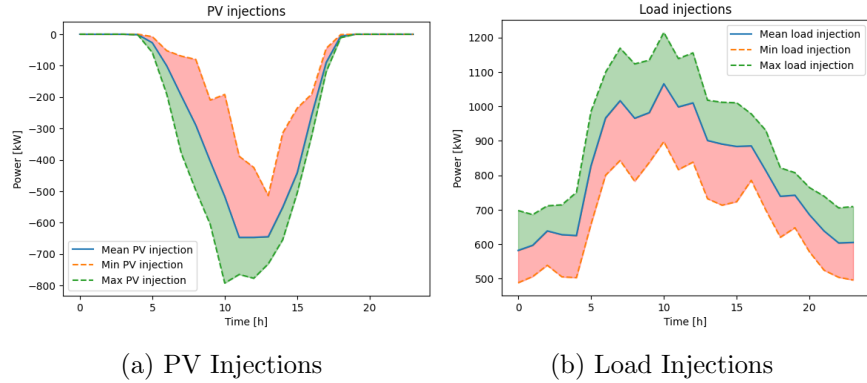 PV injections
Power [kW]
0
−100
−200
−300
−400
−500
−600
−700
−800
Mean PV injection
Min PV injection
Max PV injection
0
5
10
15
20
Time [h]
(a) PV Injections
Load injections
Power [kW]
1200
1100
1000
900
800
700
600
500
Mean load injection
Min load injection
Max load injection
0
5
10
15
20
Time [h]
(b) Load Injections